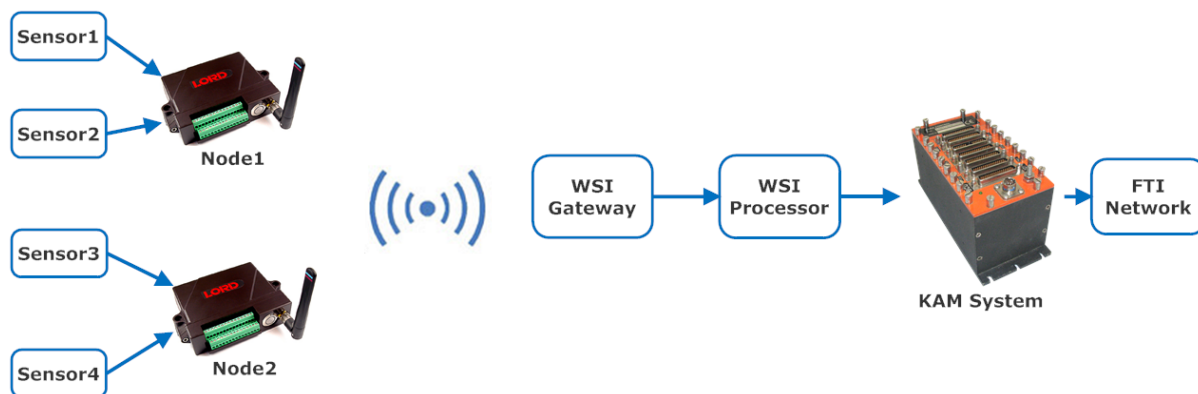 Sensor1
LORD
Sensor2
Node1
WSI
Gateway
WSI
Processor
FTI
Network
KAM System
Sensor3
LORD
Sensor4
Node2